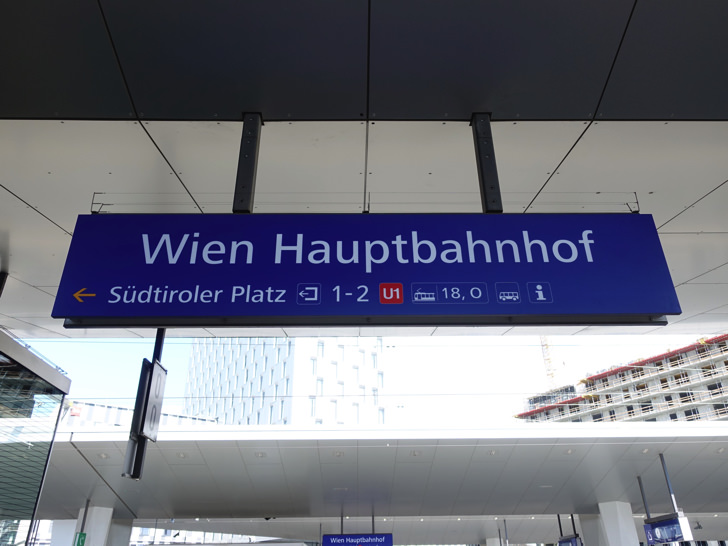 Wien Hauptbahnhof
Südtiroler Platz 1-2 U1 18, O i
Wien Hauptbahnhof